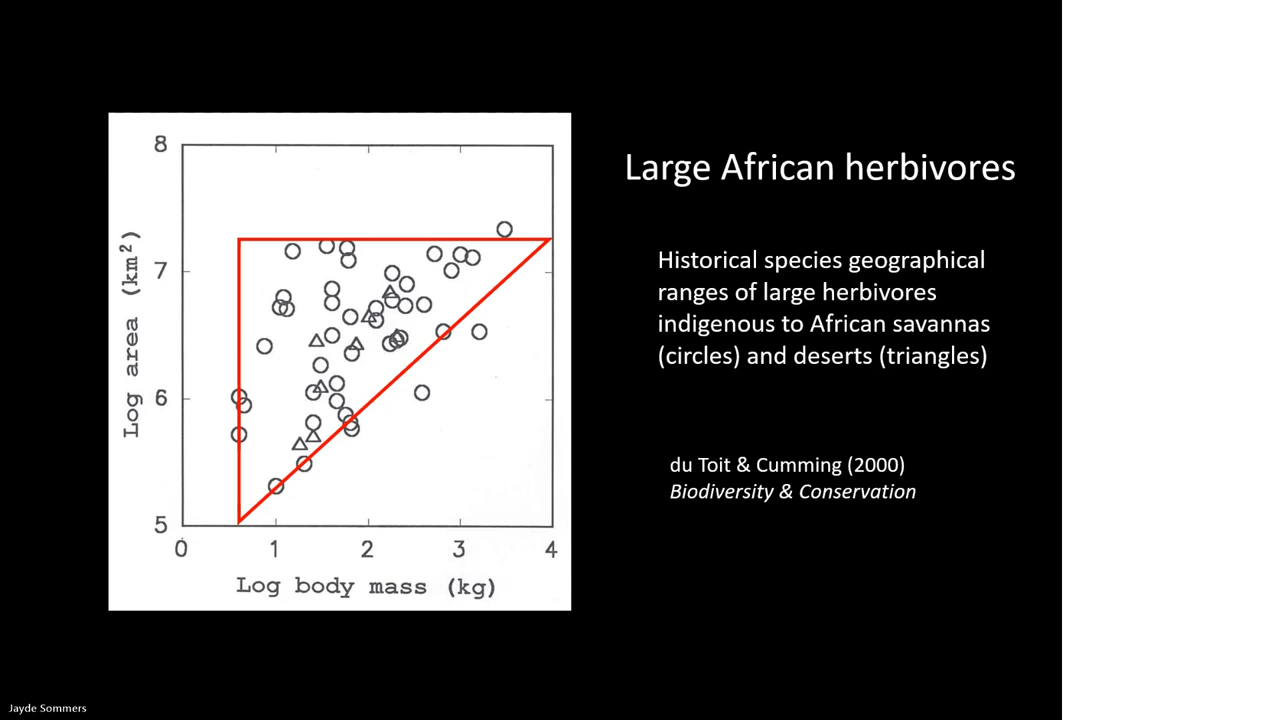 Large African herbivores
8
7
6
5
Log area (km²)
0 1 2 3 4
Log body mass (kg)
Historical species geographical
ranges of large herbivores
indigenous to African savannas
(circles) and deserts (triangles)
du Toit & Cumming (2000)
Biodiversity & Conservation
Jayde Sommers